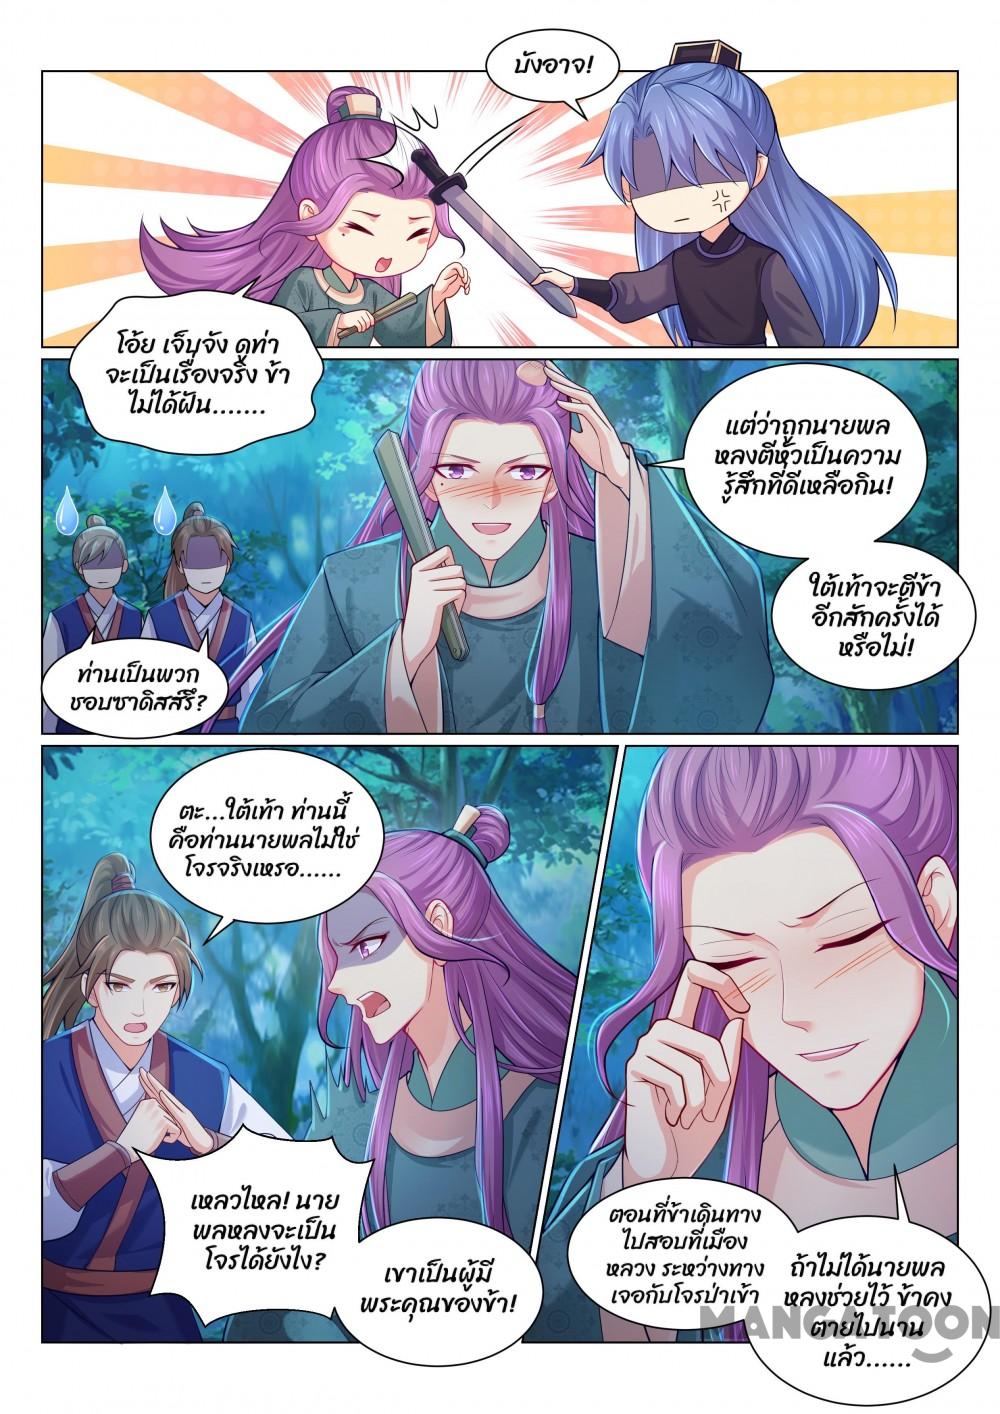 บังอาจ!
โอ้ย เจ็บจัง ดูท่า
จะเป็นเรื่องจริง ข้า
ไม่ได้ฝัน.......
แต่ว่าถูกนายพล
หลงตีหัวเป็นความ
รู้สึกที่ดีเหลือกิน!
ใต้เท้าจะตีข้า
อีกสักครั้งได้
หรือไม่!
ท่านเป็นพวก
ชอบซาดิสส์รึ?
ตะ...ใต้เท้า ท่านนี้
คือท่านนายพลไม่ใช่
โจรจริงเหรอ......
เหลวไหล! นาย
พลหลงจะเป็น
โจรได้ยังไง?
เขาเป็นผู้มี
พระคุณของข้า!
ตอนที่ข้าเดินทาง
ไปสอบที่เมือง
หลวง ระหว่างทาง
เจอกับโจรป่าเข้า
ถ้าไม่ได้นายพล
หลงช่วยไว้ ข้าคง
ตายไปนาน
แล้ว......
MANGATOON